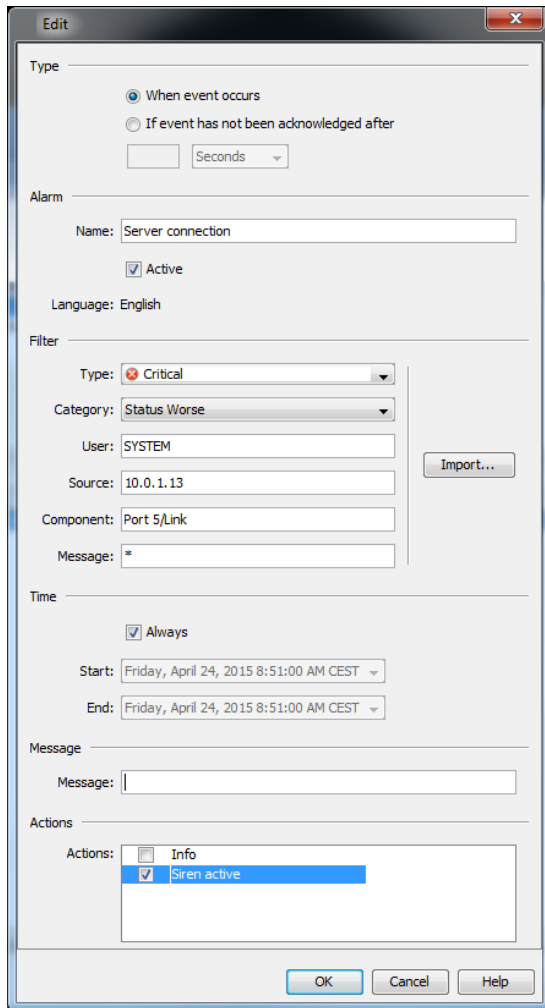 Edit
Type
When event occurs
If event has not been acknowledged after
Seconds
Alarm
Name: Server connection
Active
Language: English
Filter
Type: Critical
Category: Status Worse
User: SYSTEM
Import...
Source: 10.0.1.13
Component: Port 5/Link
Message: *
Time
Always
Start: Friday, April 24, 2015 8:51:00 AM CEST
End: Friday, April 24, 2015 8:51:00 AM CEST
Message
Message:
Actions
Actions: Info
Siren active
OK Cancel Help